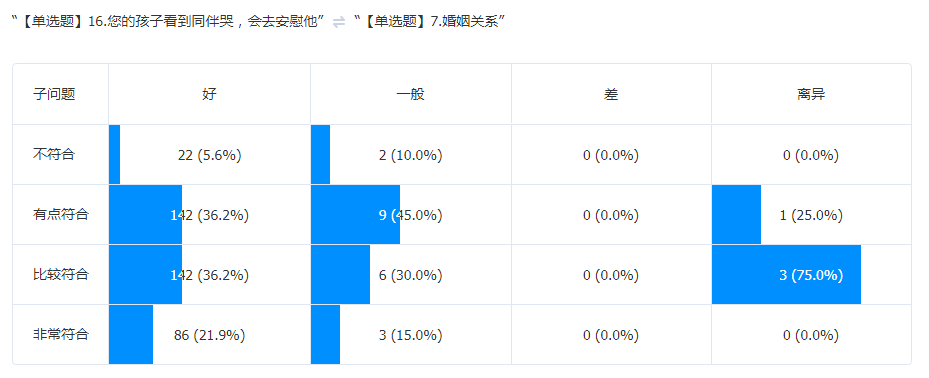 “【单选题】16.您的孩子看到同伴哭，会去安慰他” ⇌ “【单选题】7.婚姻关系”
子问题 好 一般 差 离异
不符合 22 (5.6%) 2 (10.0%) 0 (0.0%) 0 (0.0%)
有点符合 142 (36.2%) 9 (45.0%) 0 (0.0%) 1 (25.0%)
比较符合 142 (36.2%) 6 (30.0%) 0 (0.0%) 3 (75.0%)
非常符合 86 (21.9%) 3 (15.0%) 0 (0.0%) 0 (0.0%)